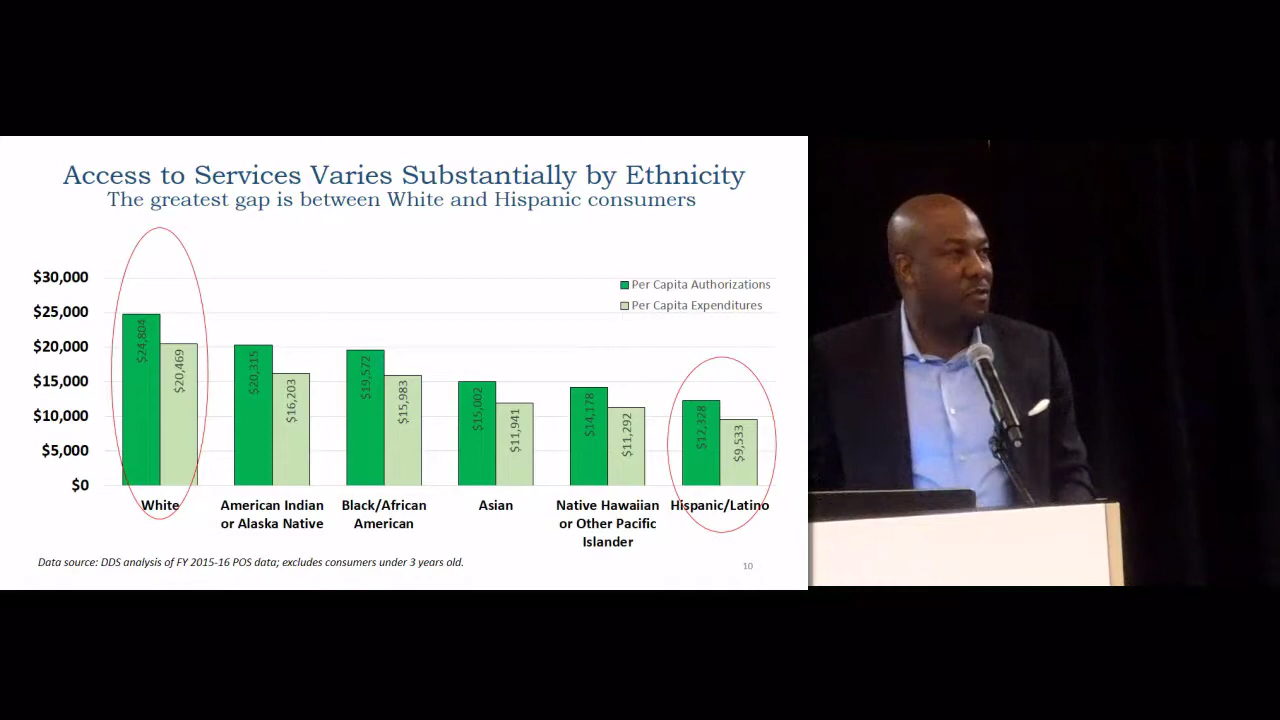 Access to Services Varies Substantially by Ethnicity
The greatest gap is between White and Hispanic consumers
$30,000
$25,000
$20,000
$15,000
$10,000
$5,000
$0
Per Capita Authorizations
Per Capita Expenditures
$24,804
$20,469
$20,315
$16,203
$19,572
$15,983
$15,002
$11,941
$14,178
$11,292
$12,328
$9,533
White
American Indian
or Alaska Native
Black/African
American
Asian
Native Hawaiian
or Other Pacific
Islander
Hispanic/Latino
Data source: DDS analysis of FY 2015-16 POS data; excludes consumers under 3 years old.
10